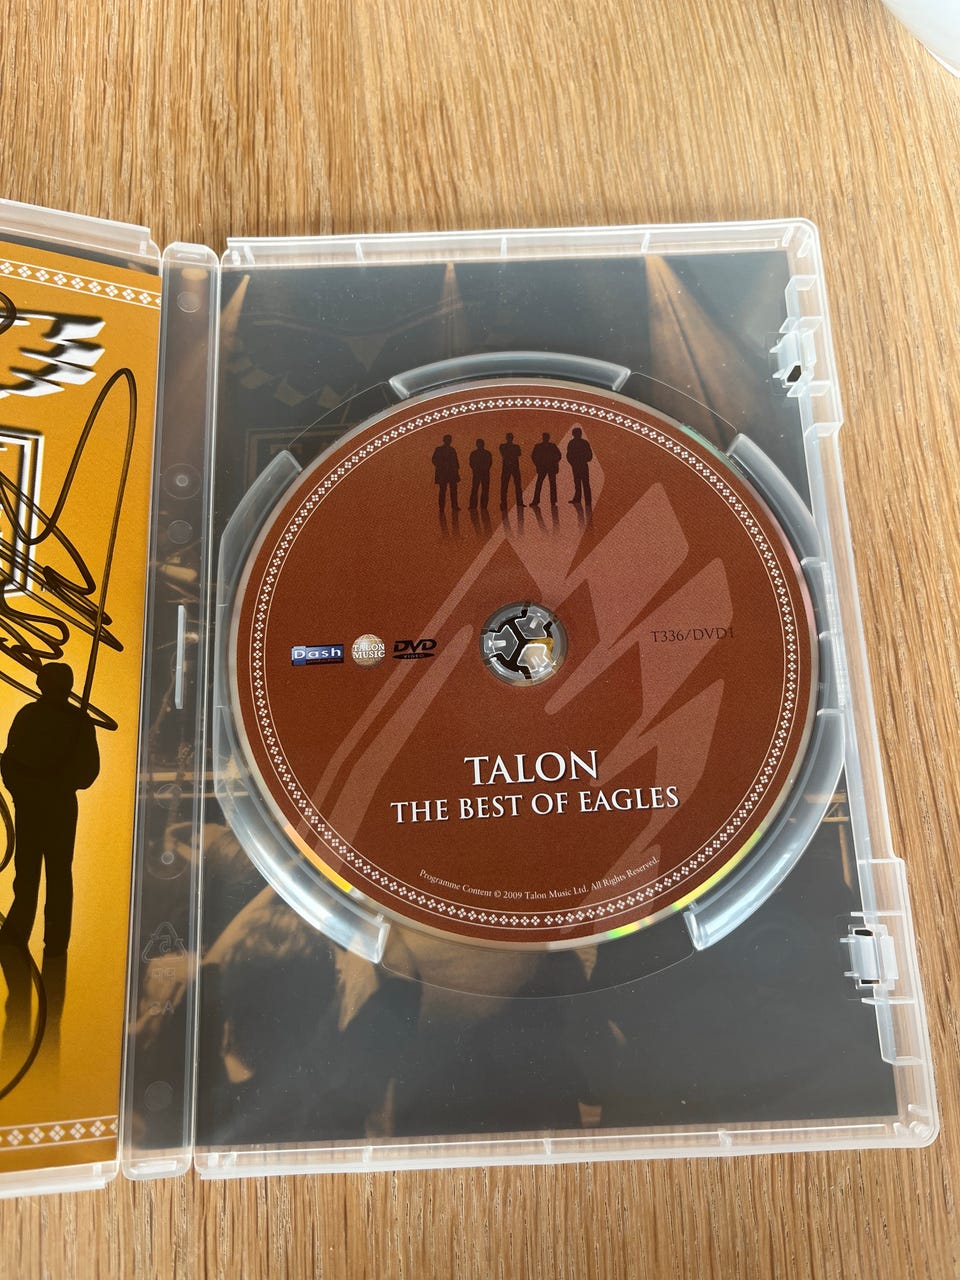 Dash
TALON
MUSIC
DVD
VIDEO
T336/DVD1
TALON
THE BEST OF EAGLES
Programme Content © 2009 Talon Music Ltd. All Rights Reserved.